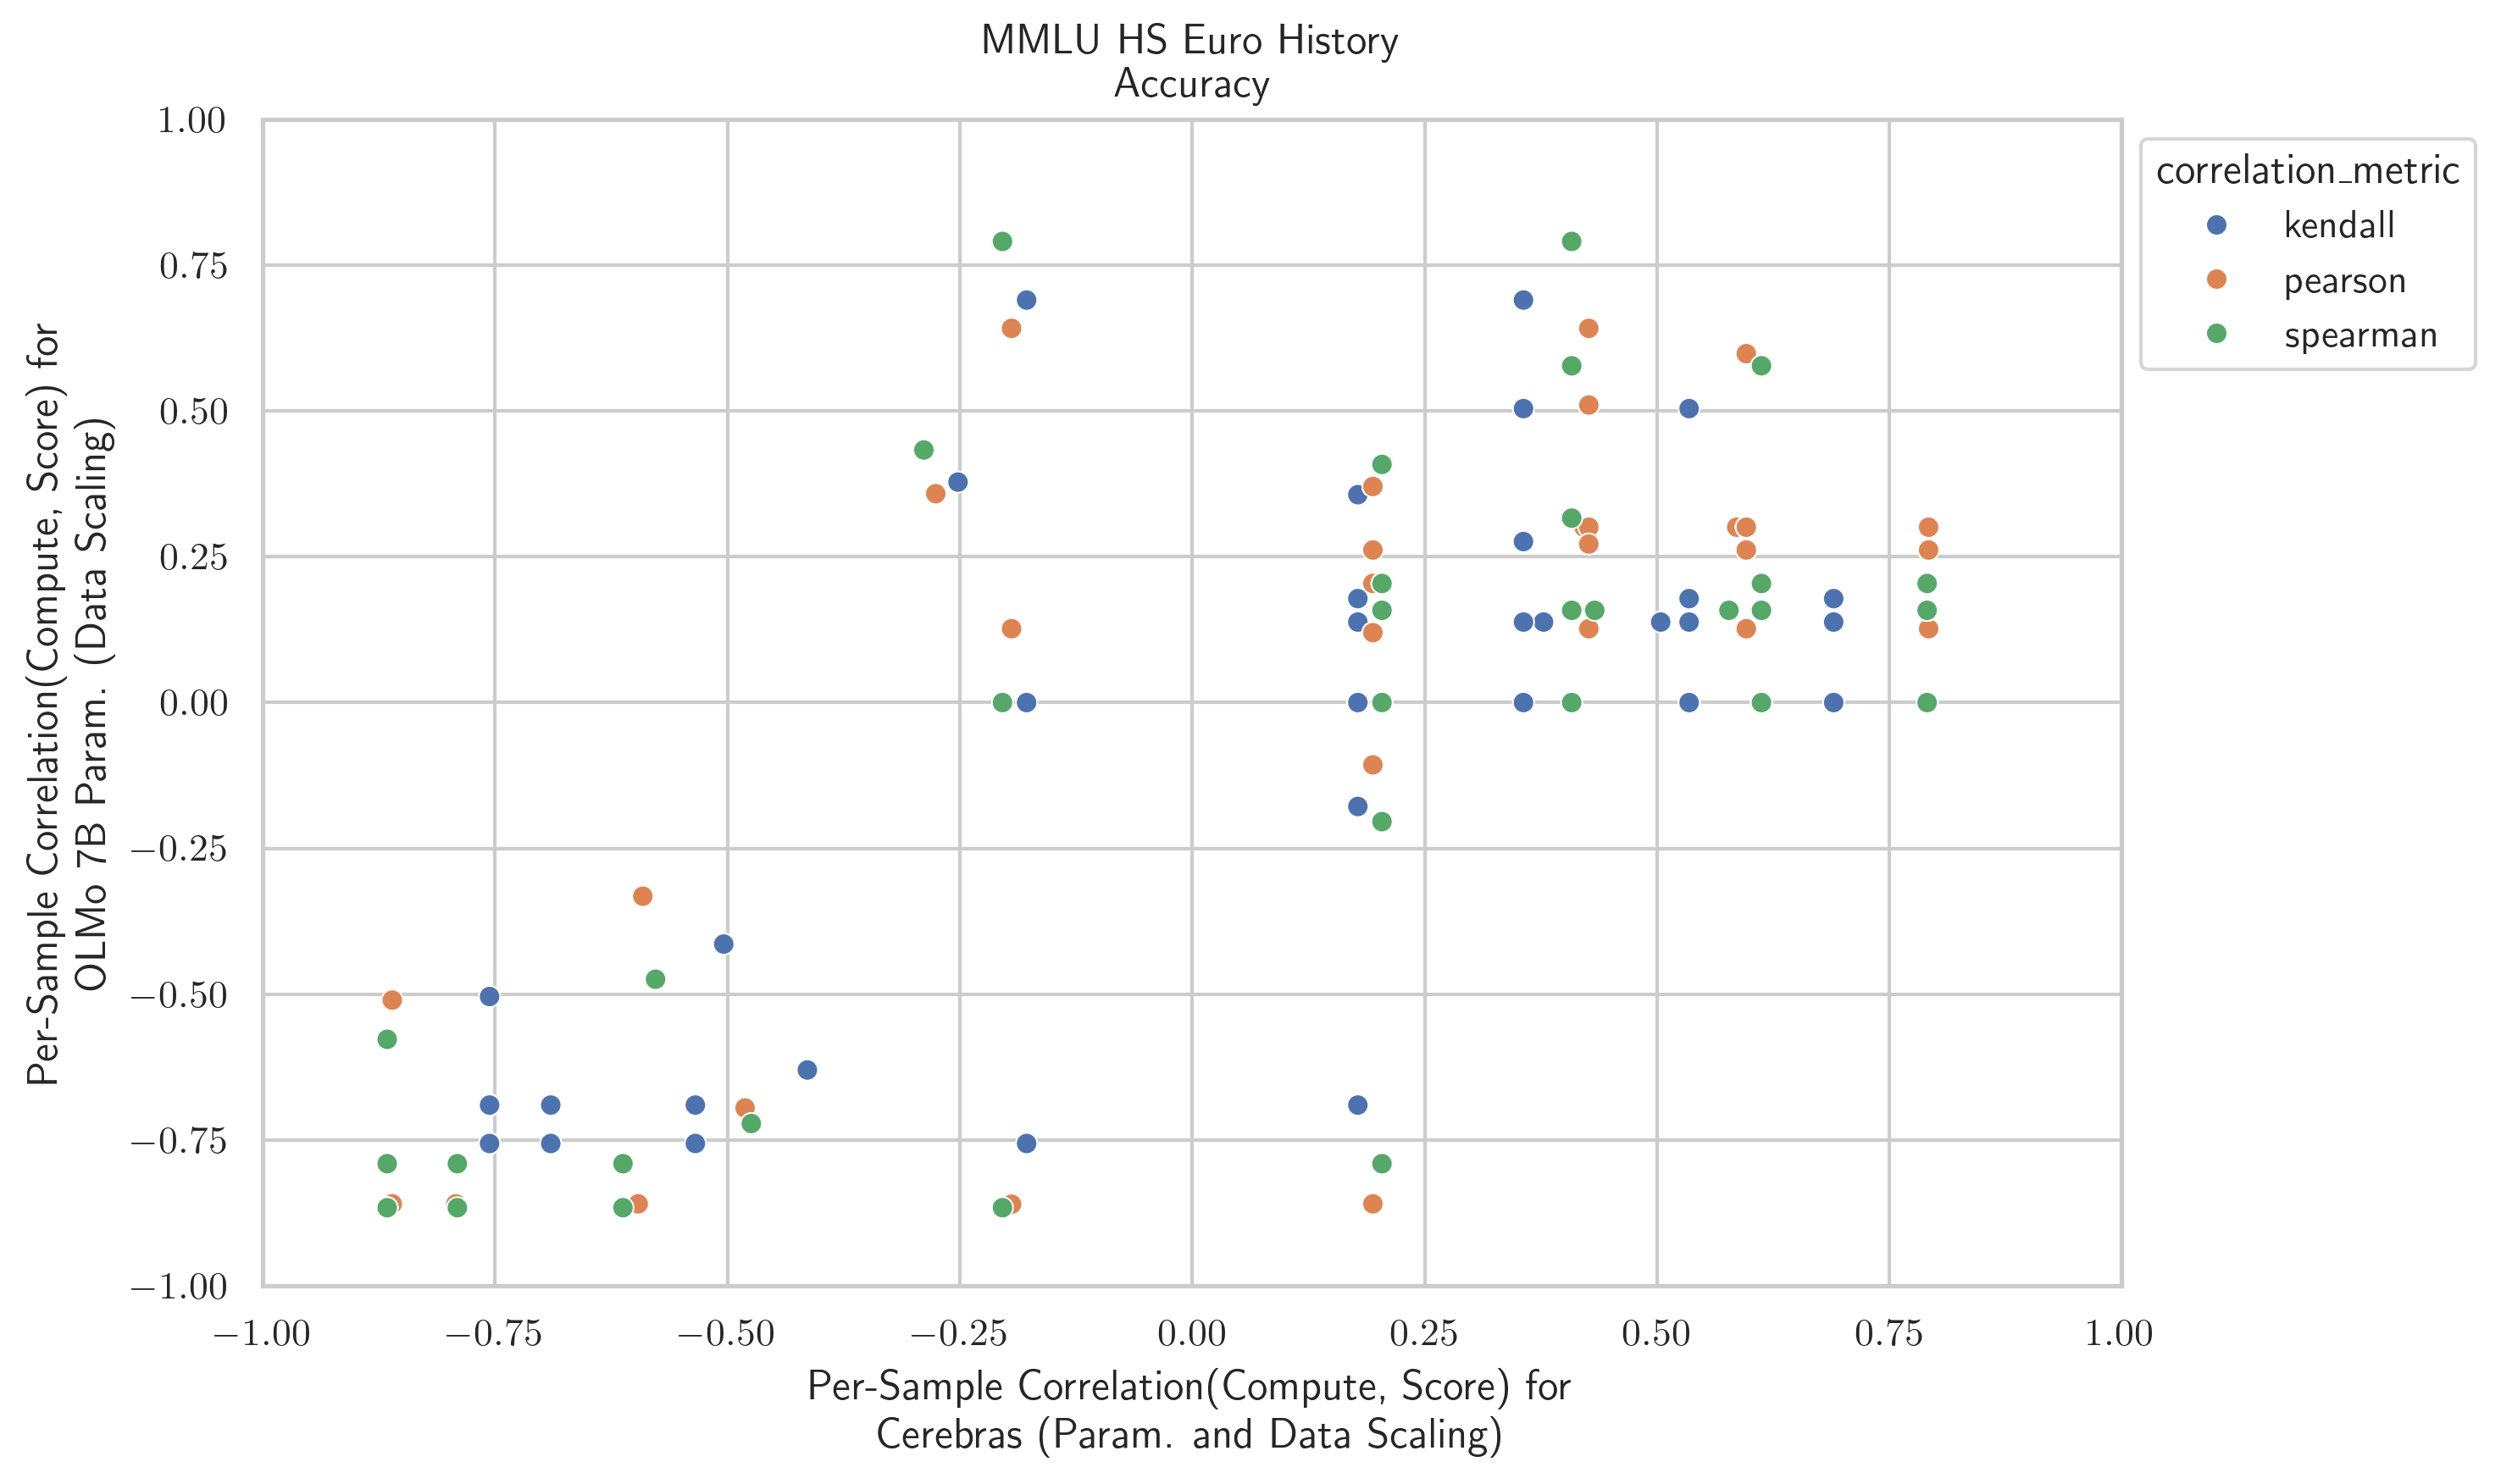 MMLU HS Euro History
Accuracy
Per-Sample Correlation(Compute, Score) for
OLMo 7B Param. (Data Scaling)
1.00
0.75
0.50
0.25
0.00
−0.25
−0.50
−0.75
−1.00
−1.00 −0.75 −0.50 −0.25 0.00 0.25 0.50 0.75 1.00
Per-Sample Correlation(Compute, Score) for
Cerebras (Param. and Data Scaling)
correlation_metric
kendall
pearson
spearman